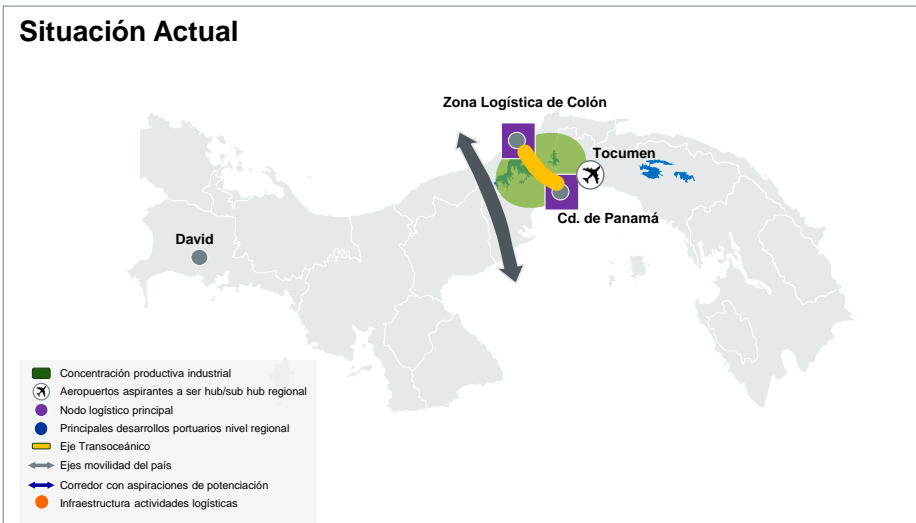 Situación Actual
Zona Logística de Colón
Tocumen
Cd. de Panamá
David
Concentración productiva industrial
Aeropuertos aspirantes a ser hub/sub hub regional
Nodo logístico principal
Principales desarrollos portuarios nivel regional
Eje Transoceánico
Ejes movilidad del país
Corredor con aspiraciones de potenciación
Infraestructura actividades logísticas